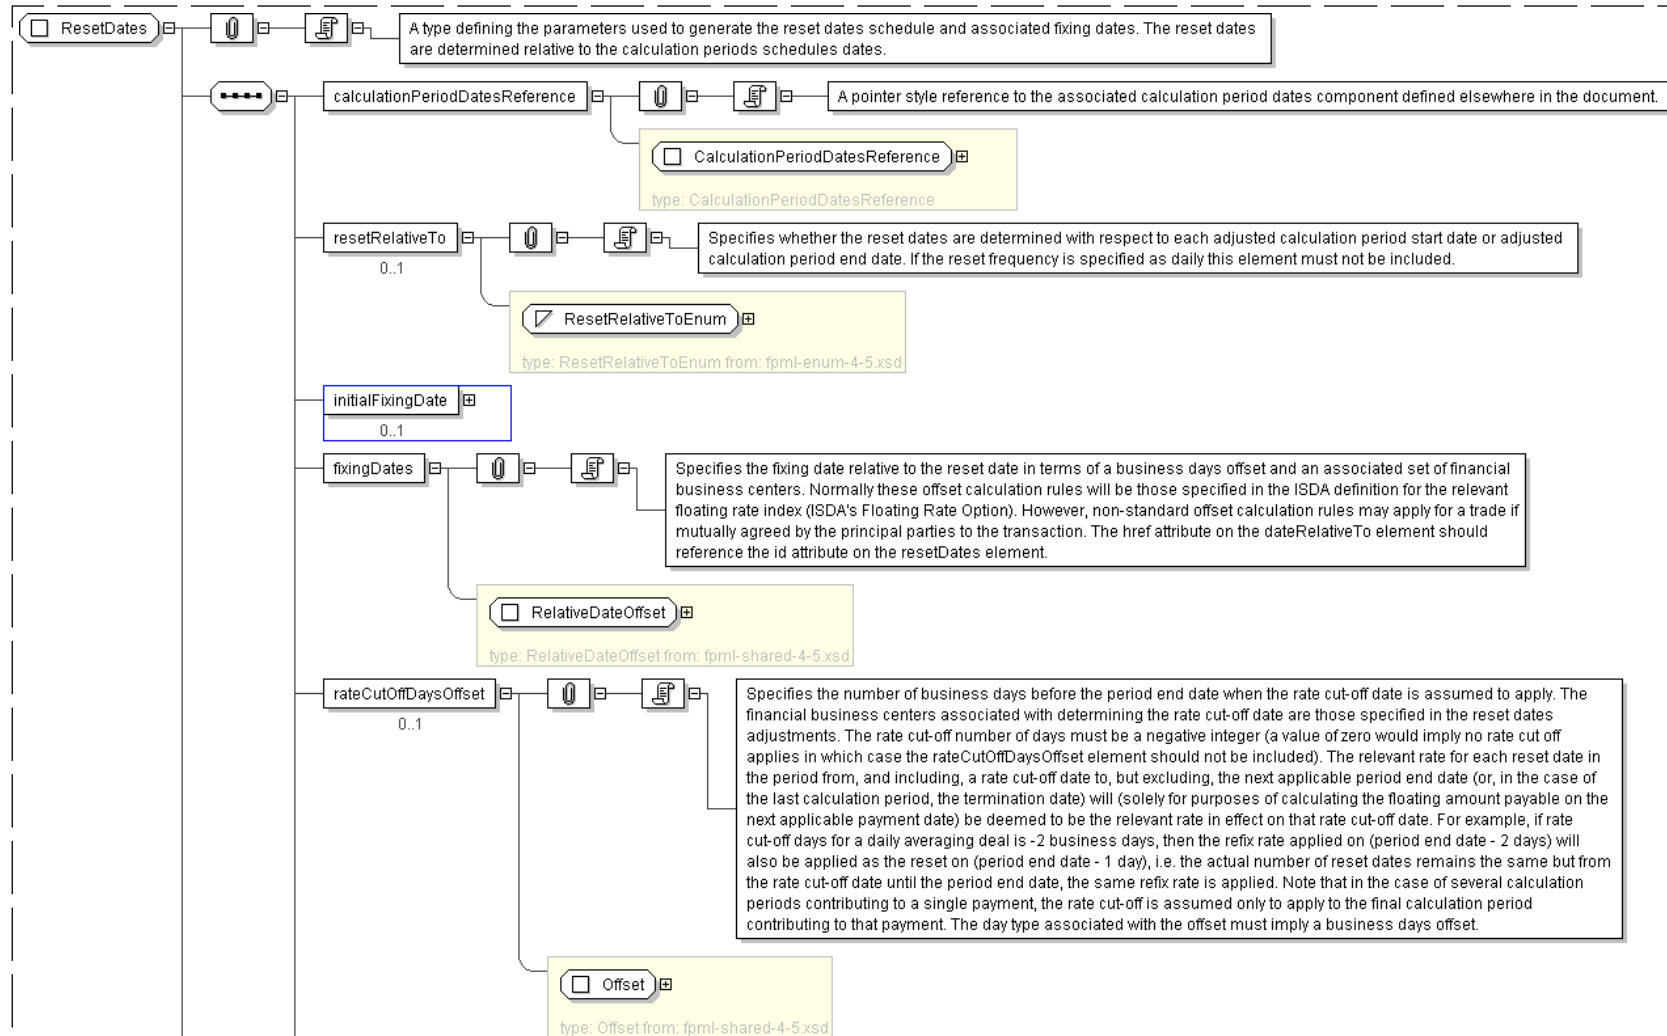 ResetDates
A type defining the parameters used to generate the reset dates schedule and associated fixing dates. The reset dates
are determined relative to the calculation periods schedules dates.
calculationPeriodDatesReference
A pointer style reference to the associated calculation period dates component defined elsewhere in the document.
CalculationPeriodDatesReference
type: CalculationPeriodDatesReference
resetRelativeTo
0..1
Specifies whether the reset dates are determined with respect to each adjusted calculation period start date or adjusted
calculation period end date. If the reset frequency is specified as daily this element must not be included.
ResetRelativeToEnum
type: ResetRelativeToEnum from: fpml-enum-4-5.xsd
initialFixingDate
0..1
fixingDates
Specifies the fixing date relative to the reset date in terms of a business days offset and an associated set of financial
business centers. Normally these offset calculation rules will be those specified in the ISDA definition for the relevant
floating rate index (ISDA's Floating Rate Option). However, non-standard offset calculation rules may apply for a trade if
mutually agreed by the principal parties to the transaction. The href attribute on the dateRelativeTo element should
reference the id attribute on the resetDates element.
RelativeDateOffset
type: RelativeDateOffset from: fpml-shared-4-5.xsd
rateCutOffDaysOffset
0..1
Specifies the number of business days before the period end date when the rate cut-off date is assumed to apply. The
financial business centers associated with determining the rate cut-off date are those specified in the reset dates
adjustments. The rate cut-off number of days must be a negative integer (a value of zero would imply no rate cut off
applies in which case the rateCutOffDaysOffset element should not be included). The relevant rate for each reset date in
the period from, and including, a rate cut-off date to, but excluding, the next applicable period end date (or, in the case of
the last calculation period, the termination date) will (solely for purposes of calculating the floating amount payable on the
next applicable payment date) be deemed to be the relevant rate in effect on that rate cut-off date. For example, if rate
cut-off days for a daily averaging deal is -2 business days, then the refix rate applied on (period end date - 2 days) will
also be applied as the reset on (period end date - 1 day), i.e. the actual number of reset dates remains the same but from
the rate cut-off date until the period end date, the same refix rate is applied. Note that in the case of several calculation
periods contributing to a single payment, the rate cut-off is assumed only to apply to the final calculation period
contributing to that payment. The day type associated with the offset must imply a business days offset.
Offset
type: Offset from: fpml-shared-4-5.xsd